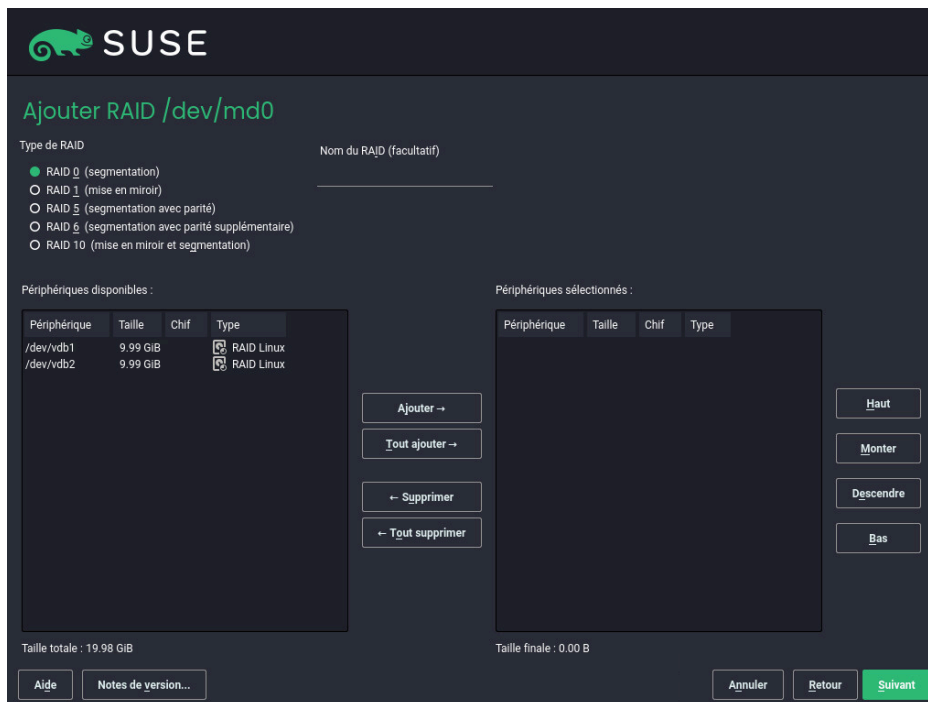 SUSE
Ajouter RAID /dev/md0
Type de RAID
Nom du RAID (facultatif)
RAID 0 (segmentation)
RAID 1 (mise en miroir)
RAID 5 (segmentation avec parité)
RAID 6 (segmentation avec parité supplémentaire)
RAID 10 (mise en miroir et segmentation)
Périphériques disponibles :
Périphérique Taille Chif Type
/dev/vdb1 9.99 GiB RAID Linux
/dev/vdb2 9.99 GiB RAID Linux
Taille totale : 19.98 GiB
Ajouter →
Tout ajouter →
← Supprimer
← Tout supprimer
Périphériques sélectionnés :
Périphérique Taille Chif Type
Taille finale : 0.00 B
Haut
Monter
Descendre
Bas
Aide
Notes de version...
Annuler
Retour
Suivant